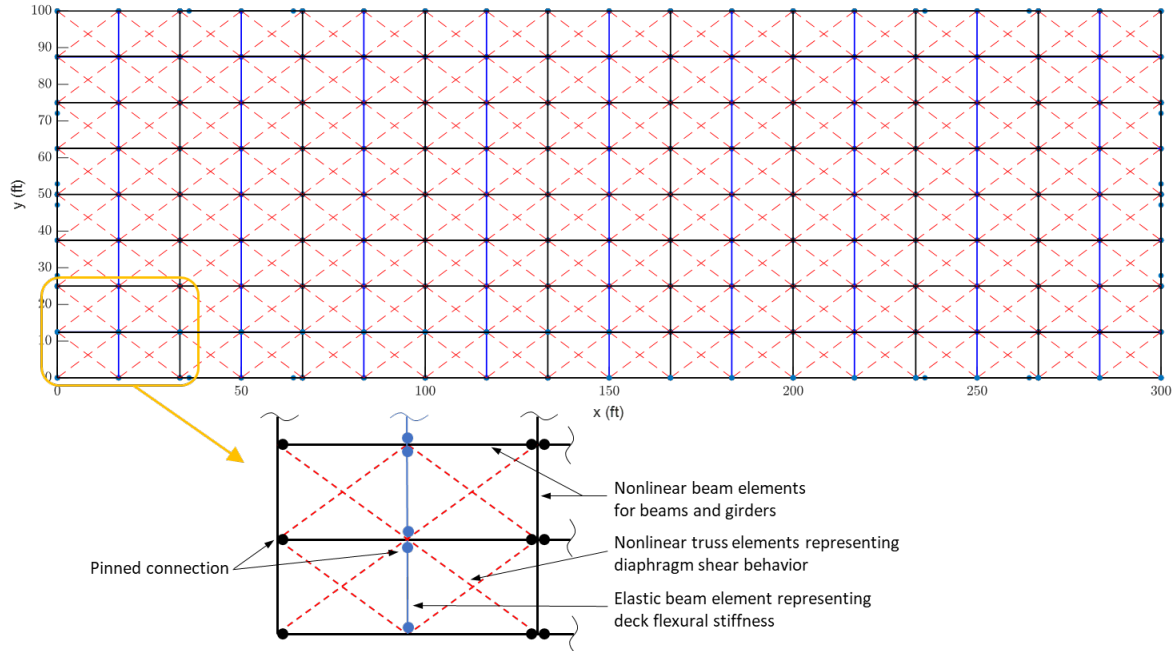 100
90
80
70
60
50
40
30
20
10
0
y (ft)
0 50 100 150 200 250 300
x (ft)
Nonlinear beam elements
for beams and girders
Nonlinear truss elements representing
diaphragm shear behavior
Pinned connection
Elastic beam element representing
deck flexural stiffness